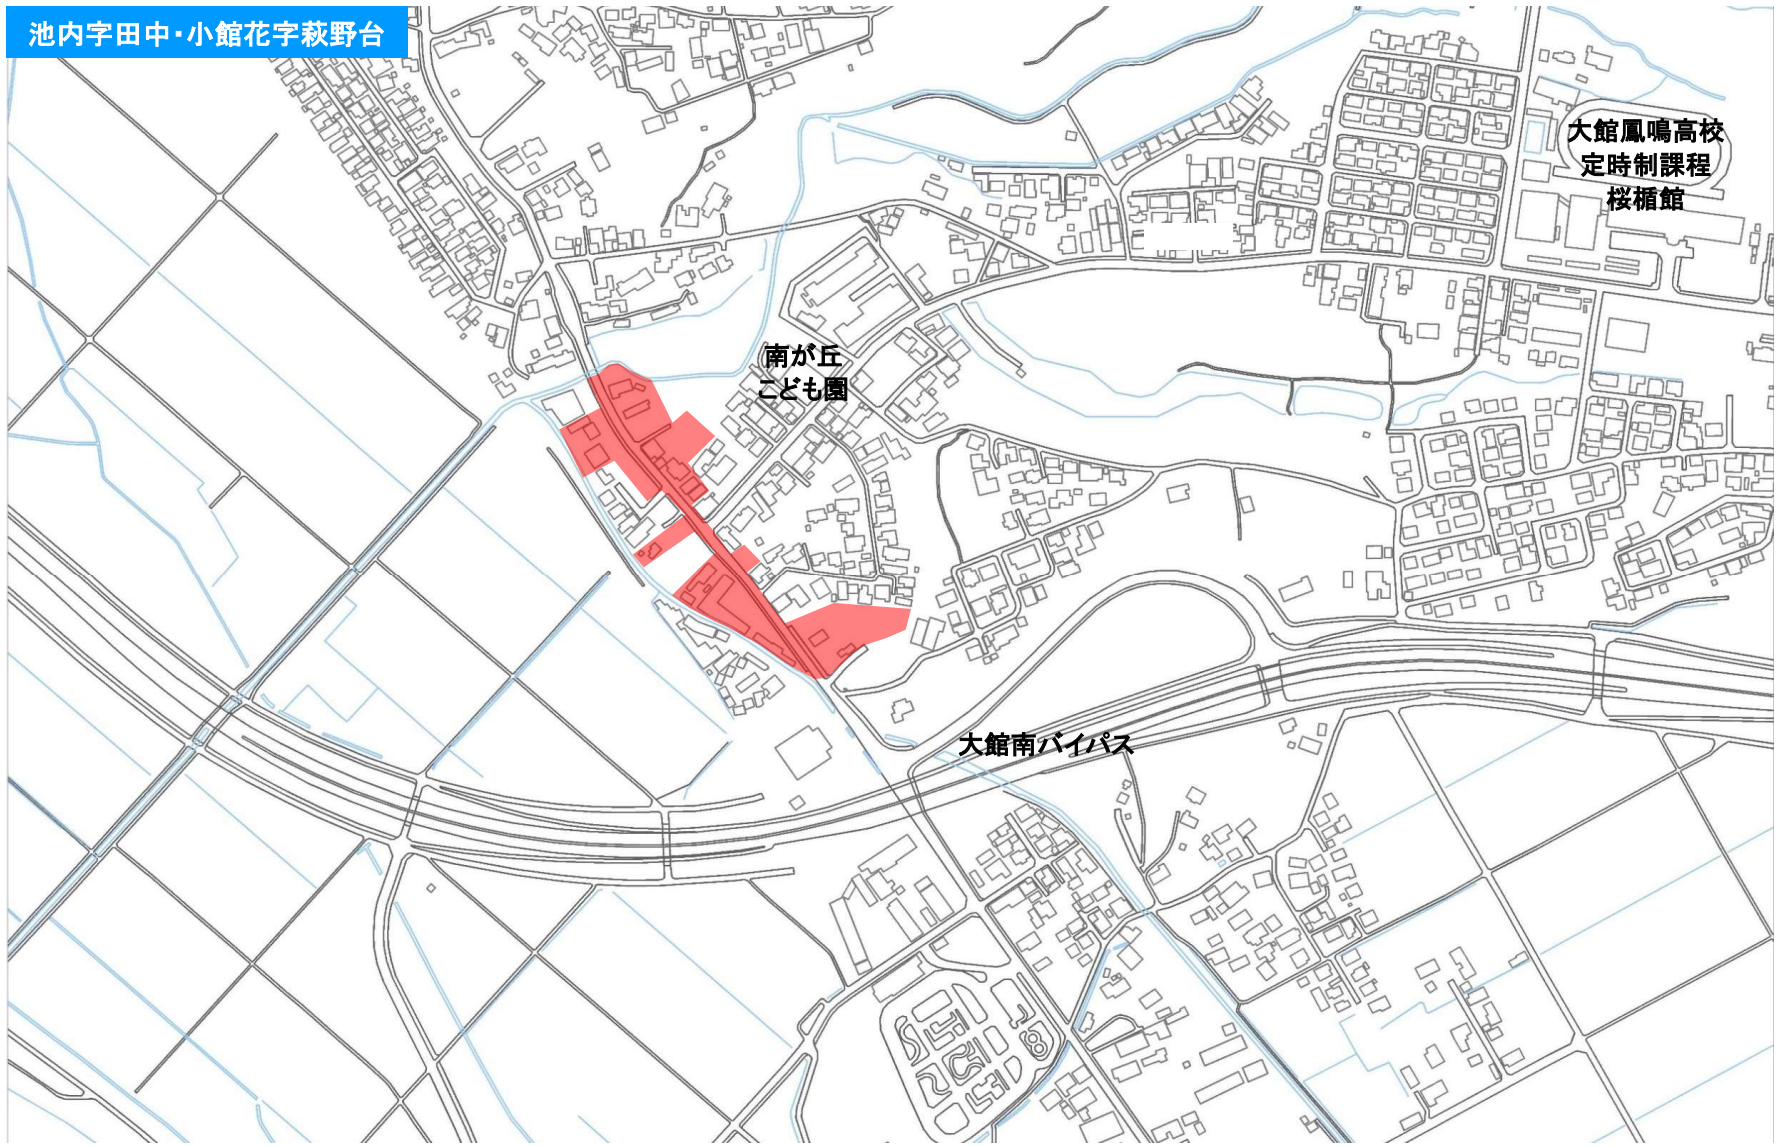 池内字田中・小館花字萩野台
大館鳳鳴高校
定時制課程
桜楯館
南が丘
こども園
大館南バイパス